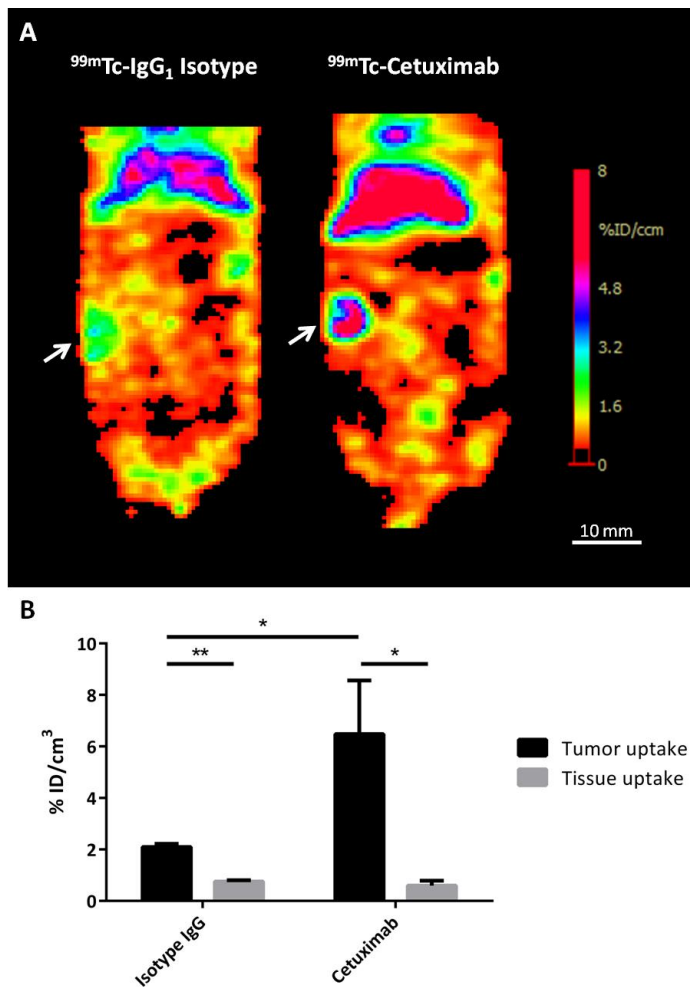 A
⁹⁹ᵐTc-IgG₁ Isotype
⁹⁹ᵐTc-Cetuximab
8
%ID/ccm
4.8
3.2
1.6
0
10 mm
B
*
** *
10
8
6
4
2
0
% ID/cm³
Tumor uptake
Tissue uptake
Isotype IgG
Cetuximab